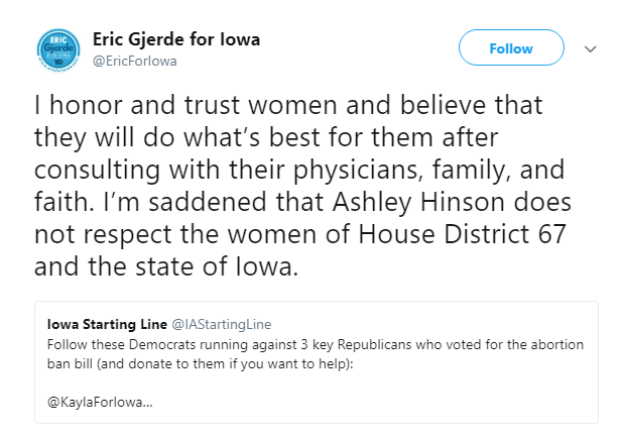 ERIC
Gjerde
Eric Gjerde for Iowa
@EricForIowa
Follow
I honor and trust women and believe that
they will do what's best for them after
consulting with their physicians, family, and
faith. I'm saddened that Ashley Hinson does
not respect the women of House District 67
and the state of Iowa.
Iowa Starting Line @IAStartingLine
Follow these Democrats running against 3 key Republicans who voted for the abortion
ban bill (and donate to them if you want to help):
@KaylaForIowa...